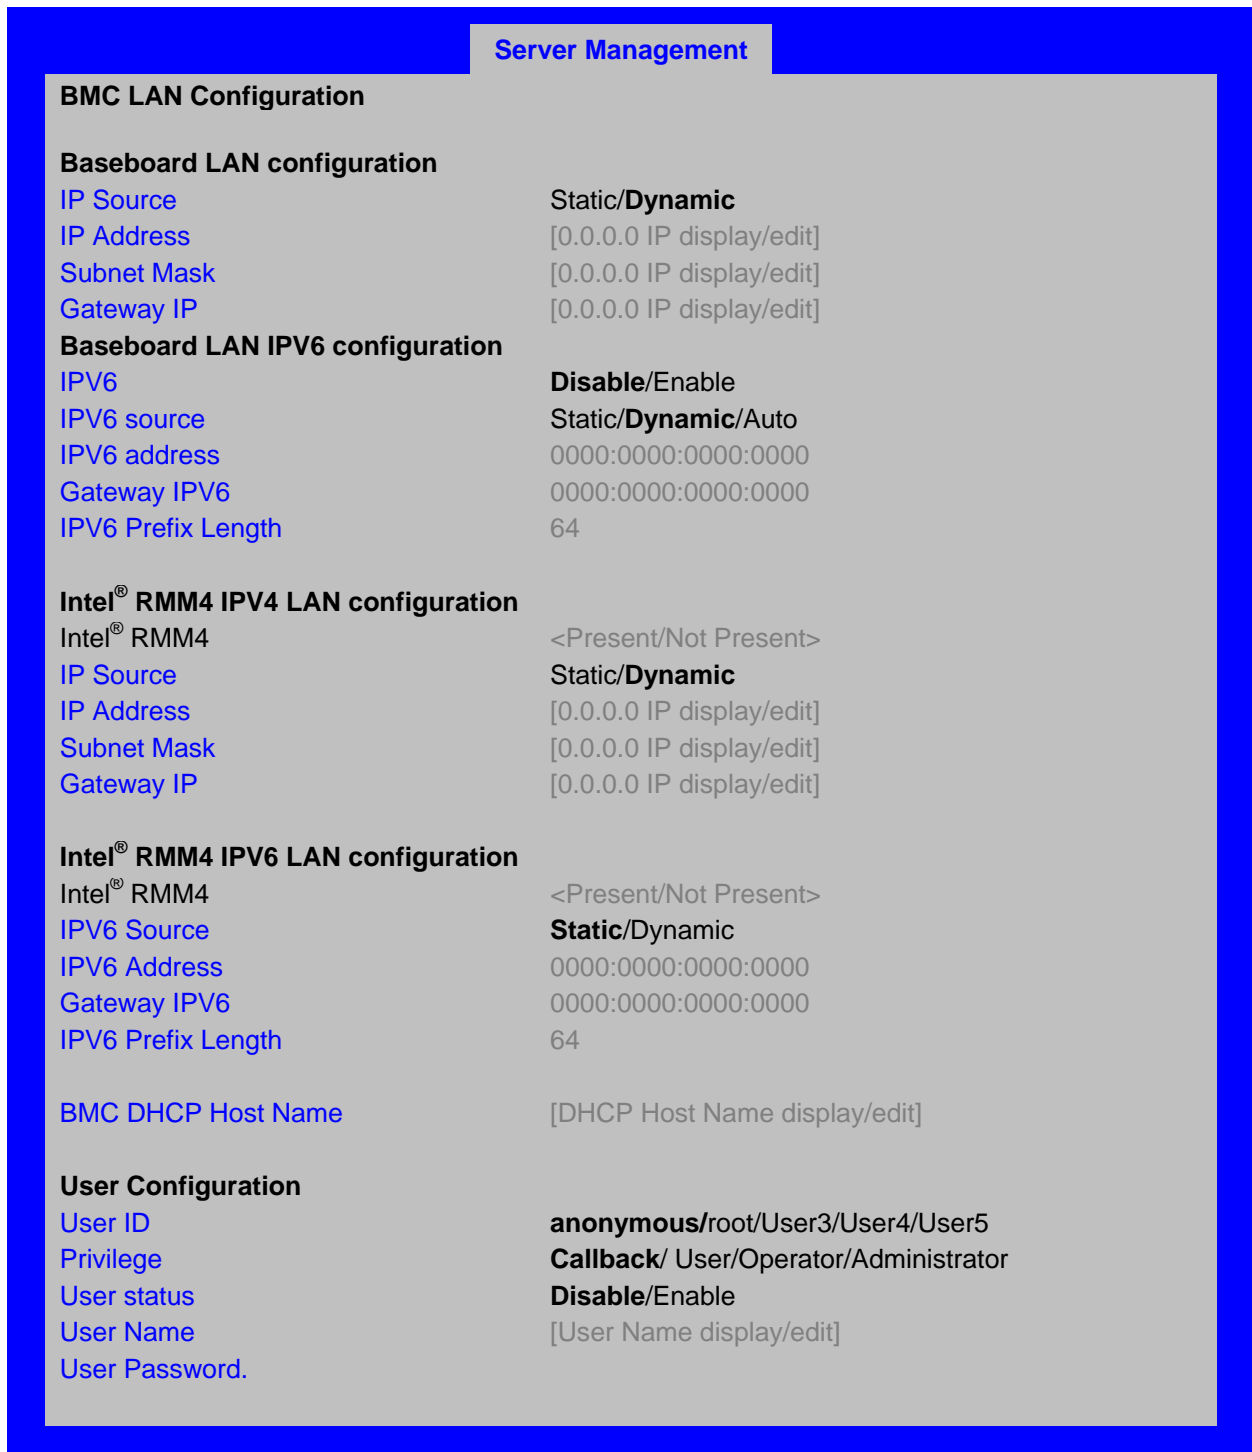 Server Management
BMC LAN Configuration
Baseboard LAN configuration
IP Source Static/Dynamic
IP Address [0.0.0.0 IP display/edit]
Subnet Mask [0.0.0.0 IP display/edit]
Gateway IP [0.0.0.0 IP display/edit]
Baseboard LAN IPV6 configuration
IPV6 Disable/Enable
IPV6 source Static/Dynamic/Auto
IPV6 address 0000:0000:0000:0000
Gateway IPV6 0000:0000:0000:0000
IPV6 Prefix Length 64
Intel® RMM4 IPV4 LAN configuration
Intel® RMM4 <Present/Not Present>
IP Source Static/Dynamic
IP Address [0.0.0.0 IP display/edit]
Subnet Mask [0.0.0.0 IP display/edit]
Gateway IP [0.0.0.0 IP display/edit]
Intel® RMM4 IPV6 LAN configuration
Intel® RMM4 <Present/Not Present>
IPV6 Source Static/Dynamic
IPV6 Address 0000:0000:0000:0000
Gateway IPV6 0000:0000:0000:0000
IPV6 Prefix Length 64
BMC DHCP Host Name [DHCP Host Name display/edit]
User Configuration
User ID anonymous/root/User3/User4/User5
Privilege Callback/ User/Operator/Administrator
User status Disable/Enable
User Name [User Name display/edit]
User Password.